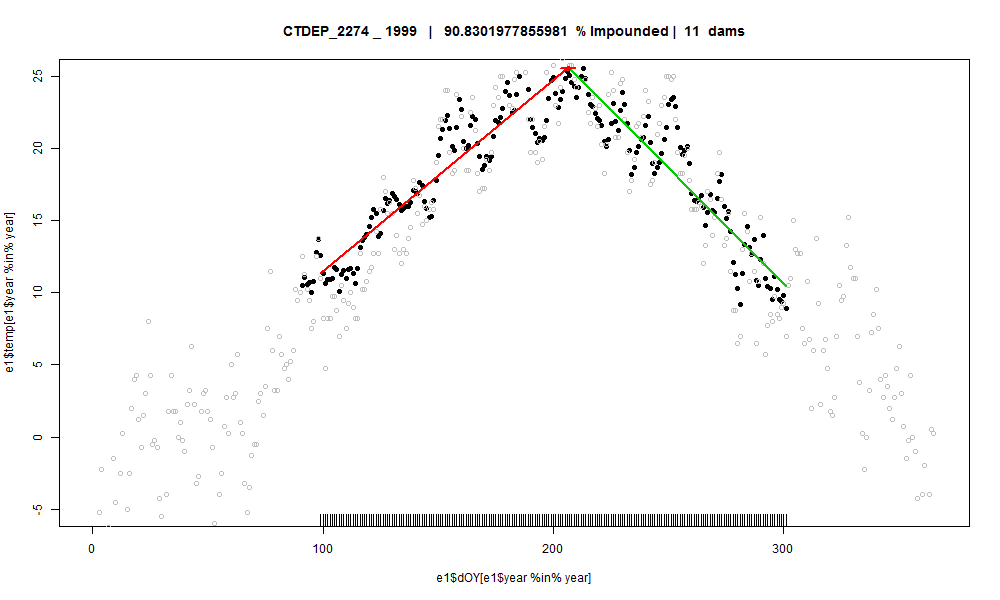 CTDEP_2274 _ 1999 | 90.8301977855981 % Impounded | 11 dams
e1$temp[e1$year %in% year]
25
20
15
10
5
0
-5
0 100 200 300
e1$dOY[e1$year %in% year]